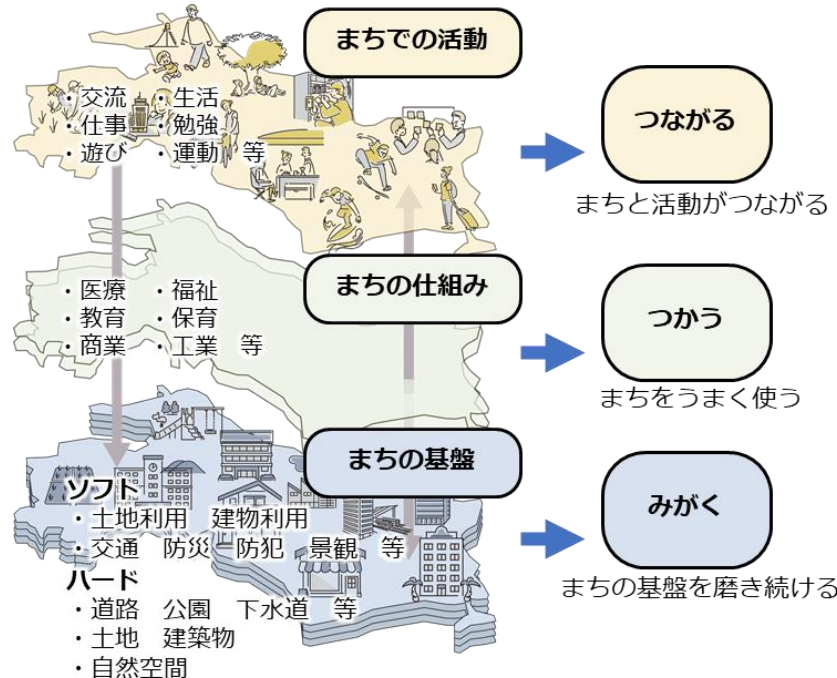 まちでの活動
・交流　・生活
・仕事　・勉強
・遊び　・運動　等
つながる
まちと活動がつながる
まちの仕組み
・医療　・福祉
・教育　・保育
・商業　・工業　等
つかう
まちをうまく使う
まちの基盤
ソフト
・土地利用　建物利用
・交通　防災　防犯　景観　等
ハード
・道路　公園　下水道　等
・土地　建築物
・自然空間
みがく
まちの基盤を磨き続ける